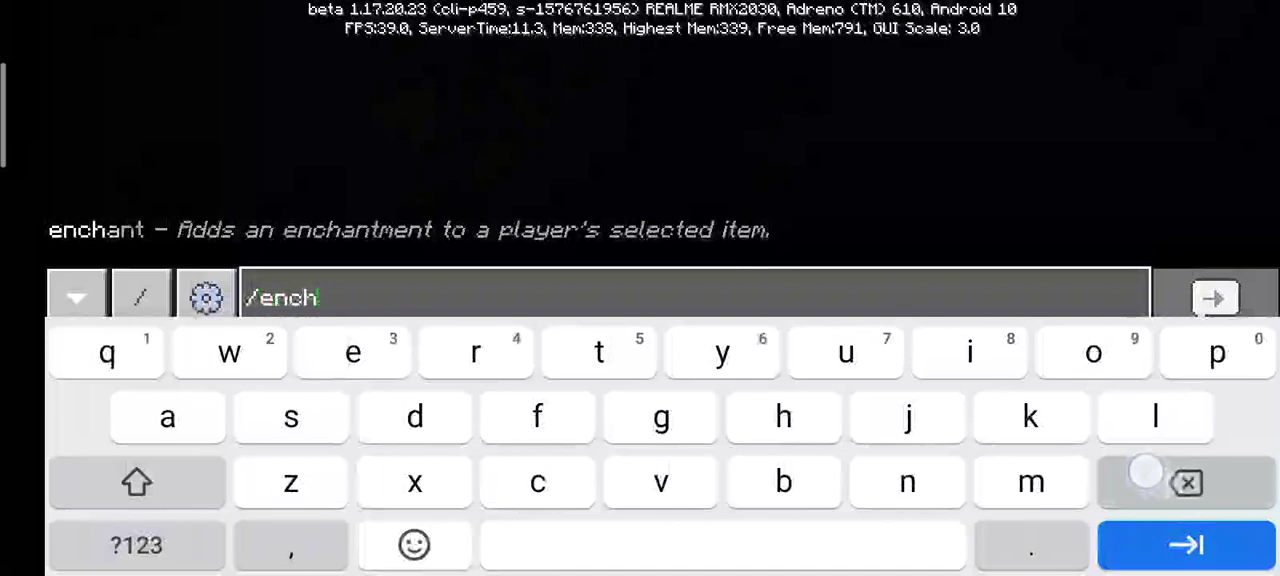 beta 1.17.20.23 (cli-p459, s-1576761956) REALME RMX2030, Adreno (TM) 610, Android 10
FPS:39.0, ServerTime:11.3, Mem:338, Highest Mem:339, Free Mem:791, GUI Scale: 3.0
enchant - Adds an enchantment to a player's selected item.
/ /ench
q 1 w 2 e 3 r 4 t 5 y 6 u 7 i 8 o 9 p 0
a s d f g h j k l
z x c v b n m
?123 , .